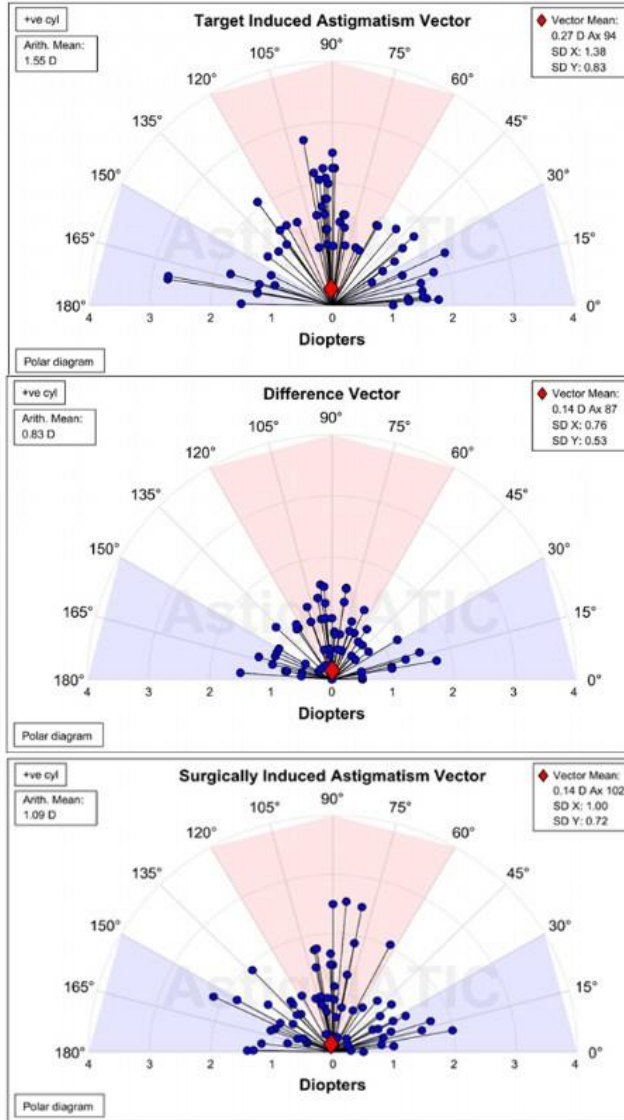 +ve cyl
Arith. Mean:
1.55 D
Target Induced Astigmatism Vector
Vector Mean:
0.27 D Ax 94
SD X: 1.38
SD Y: 0.83
90°
105°
75°
120°
60°
135°
45°
150°
30°
165°
15°
180°
0°
AstigMATIC
4 3 2 1 0 1 2 3 4
Diopters
Polar diagram
+ve cyl
Arith. Mean:
0.83 D
Difference Vector
Vector Mean:
0.14 D Ax 87
SD X: 0.76
SD Y: 0.53
90°
105°
75°
120°
60°
135°
45°
150°
30°
165°
15°
180°
0°
AstigMATIC
4 3 2 1 0 1 2 3 4
Diopters
Polar diagram
+ve cyl
Arith. Mean:
1.09 D
Surgically Induced Astigmatism Vector
Vector Mean:
0.14 D Ax 102
SD X: 1.00
SD Y: 0.72
90°
105°
75°
120°
60°
135°
45°
150°
30°
165°
15°
180°
0°
AstigMATIC
4 3 2 1 0 1 2 3 4
Diopters
Polar diagram